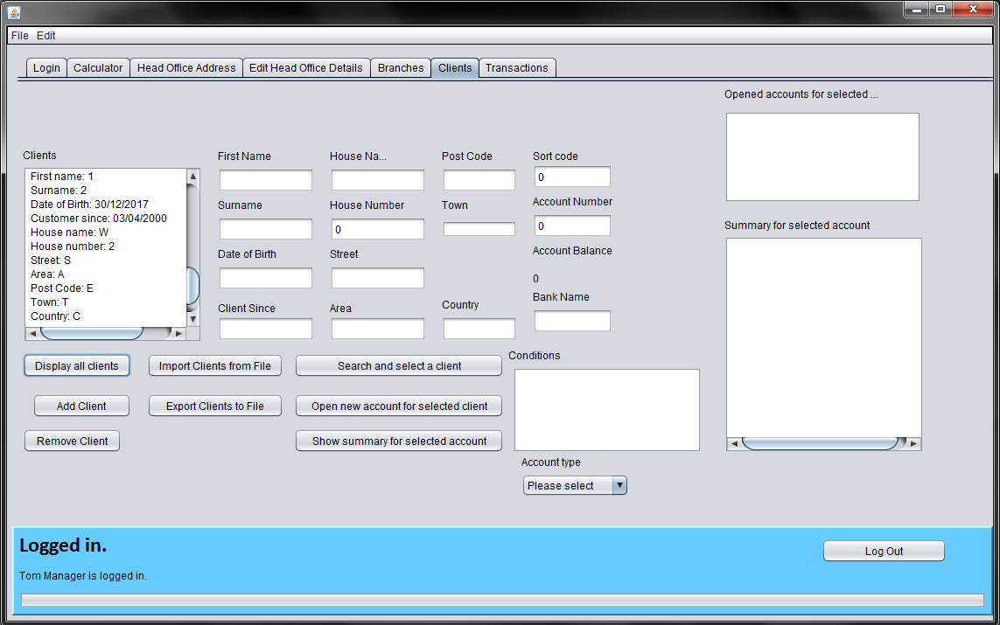 File Edit
Login Calculator Head Office Address Edit Head Office Details Branches Clients Transactions
Opened accounts for selected ...
Clients
First name: 1
Surname: 2
Date of Birth: 30/12/2017
Customer since: 03/04/2000
House name: W
House number: 2
Street: S
Area: A
Post Code: E
Town: T
Country: C
First Name House Na... Post Code Sort code
0
Surname House Number Town Account Number
0 0
Date of Birth Street Account Balance
0
Client Since Area Country Bank Name
Summary for selected account
Display all clients Import Clients from File Search and select a client
Conditions
Add Client Export Clients to File Open new account for selected client
Remove Client Show summary for selected account
Account type
Please select
Logged in.
Log Out
Tom Manager is logged in.